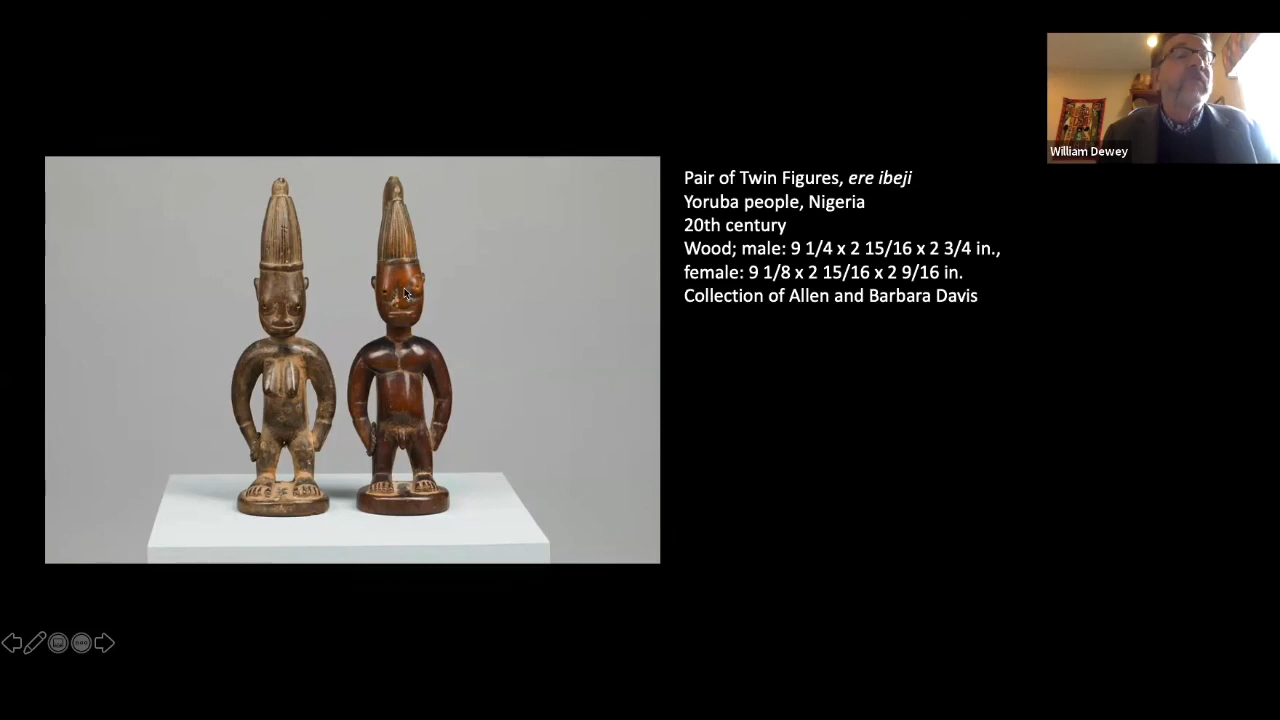 William Dewey
Pair of Twin Figures, ere ibeji
Yoruba people, Nigeria
20th century
Wood; male: 9 1/4 x 2 15/16 x 2 3/4 in.,
female: 9 1/8 x 2 15/16 x 2 9/16 in.
Collection of Allen and Barbara Davis